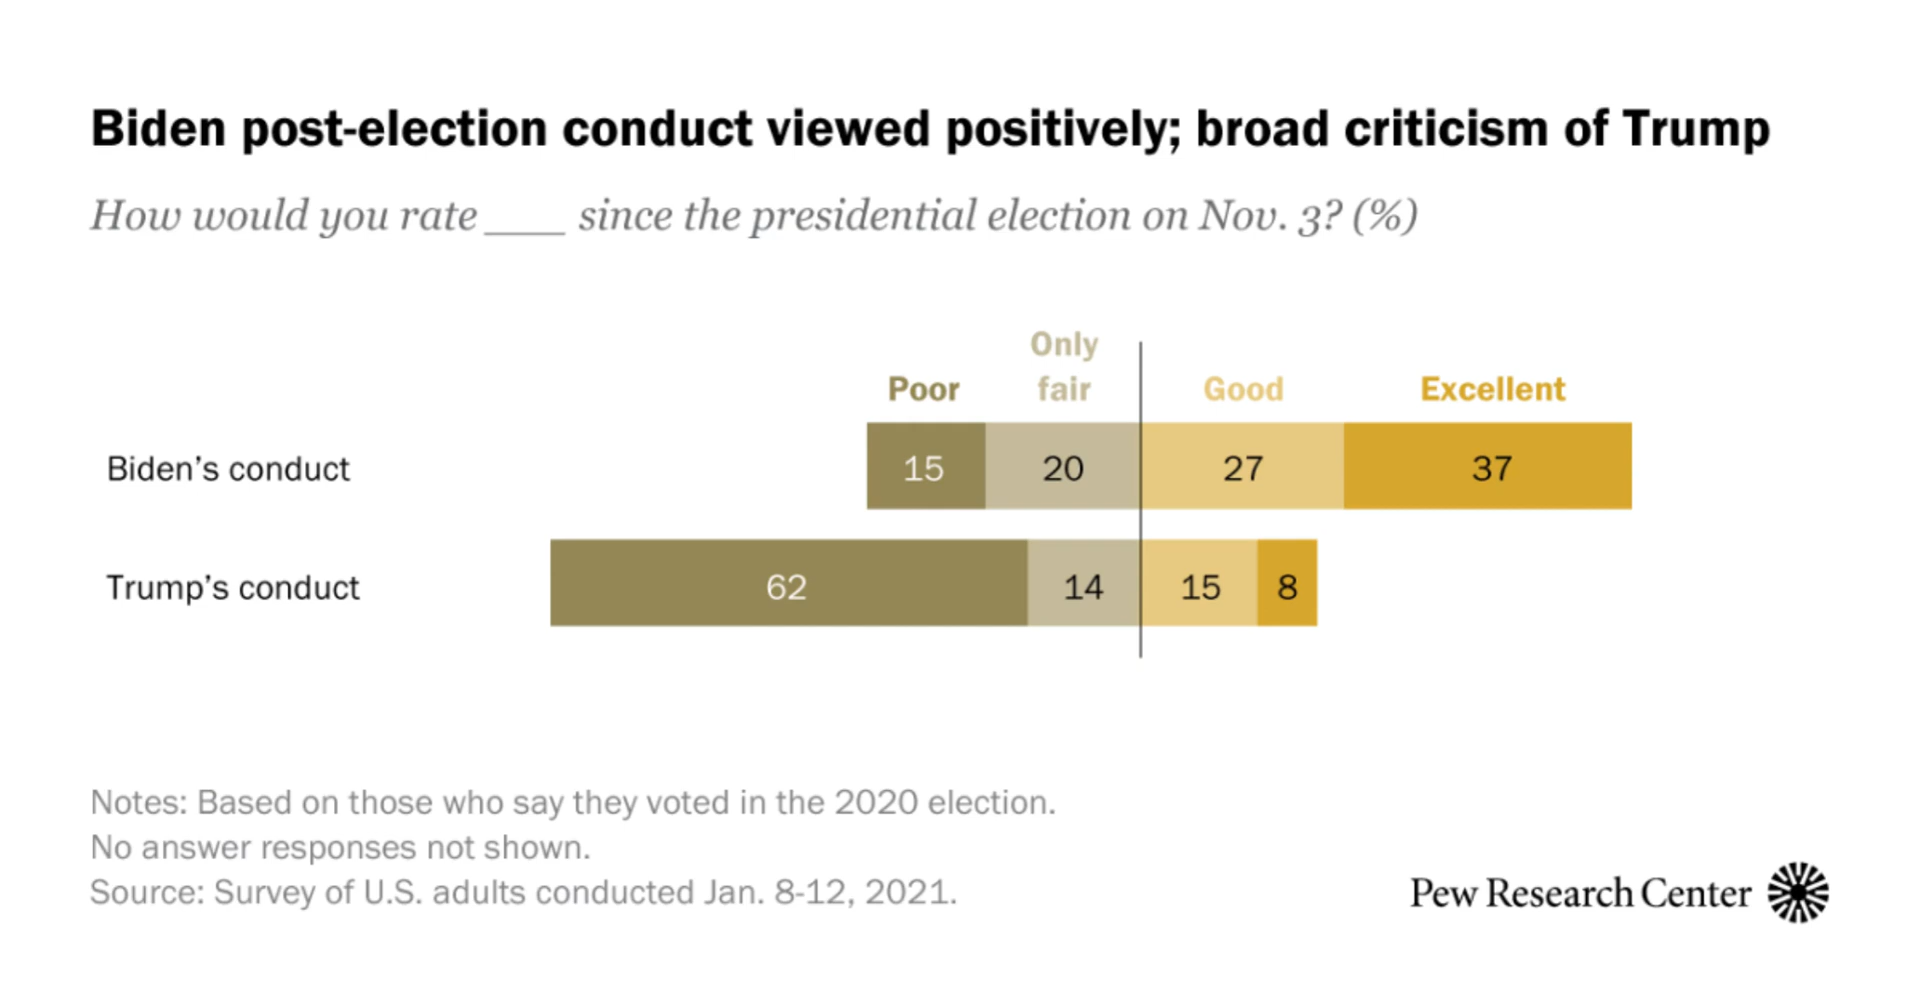 Biden post-election conduct viewed positively; broad criticism of Trump
How would you rate ___ since the presidential election on Nov. 3? (%)
Only
Poor fair Good Excellent
Biden’s conduct 15 20 27 37
Trump’s conduct 62 14 15 8
Notes: Based on those who say they voted in the 2020 election.
No answer responses not shown.
Source: Survey of U.S. adults conducted Jan. 8-12, 2021.
Pew Research Center